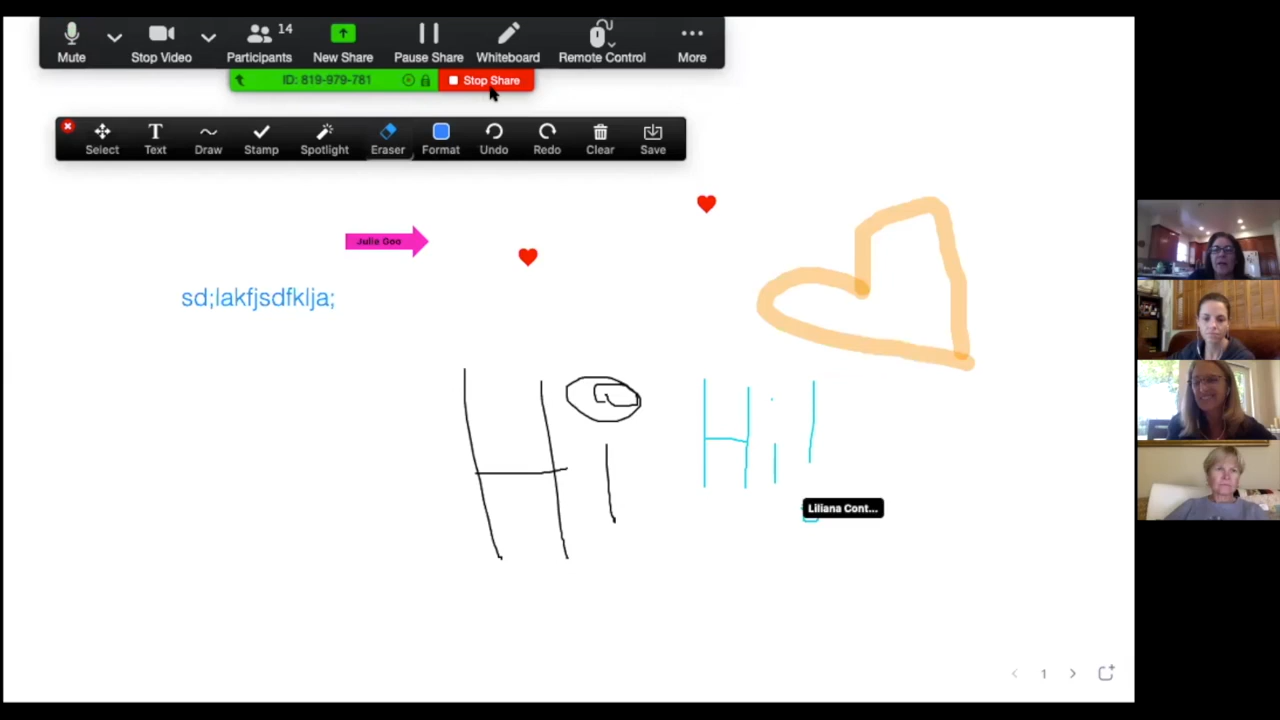 14
Mute Stop Video Participants New Share Pause Share Whiteboard Remote Control More
ID: 819-979-781 Stop Share
Select Text Draw Stamp Spotlight Eraser Format Undo Redo Clear Save
Julie Goo
sd;lakfjsdfklja;
Hi Hi!
Liliana Cont...
1